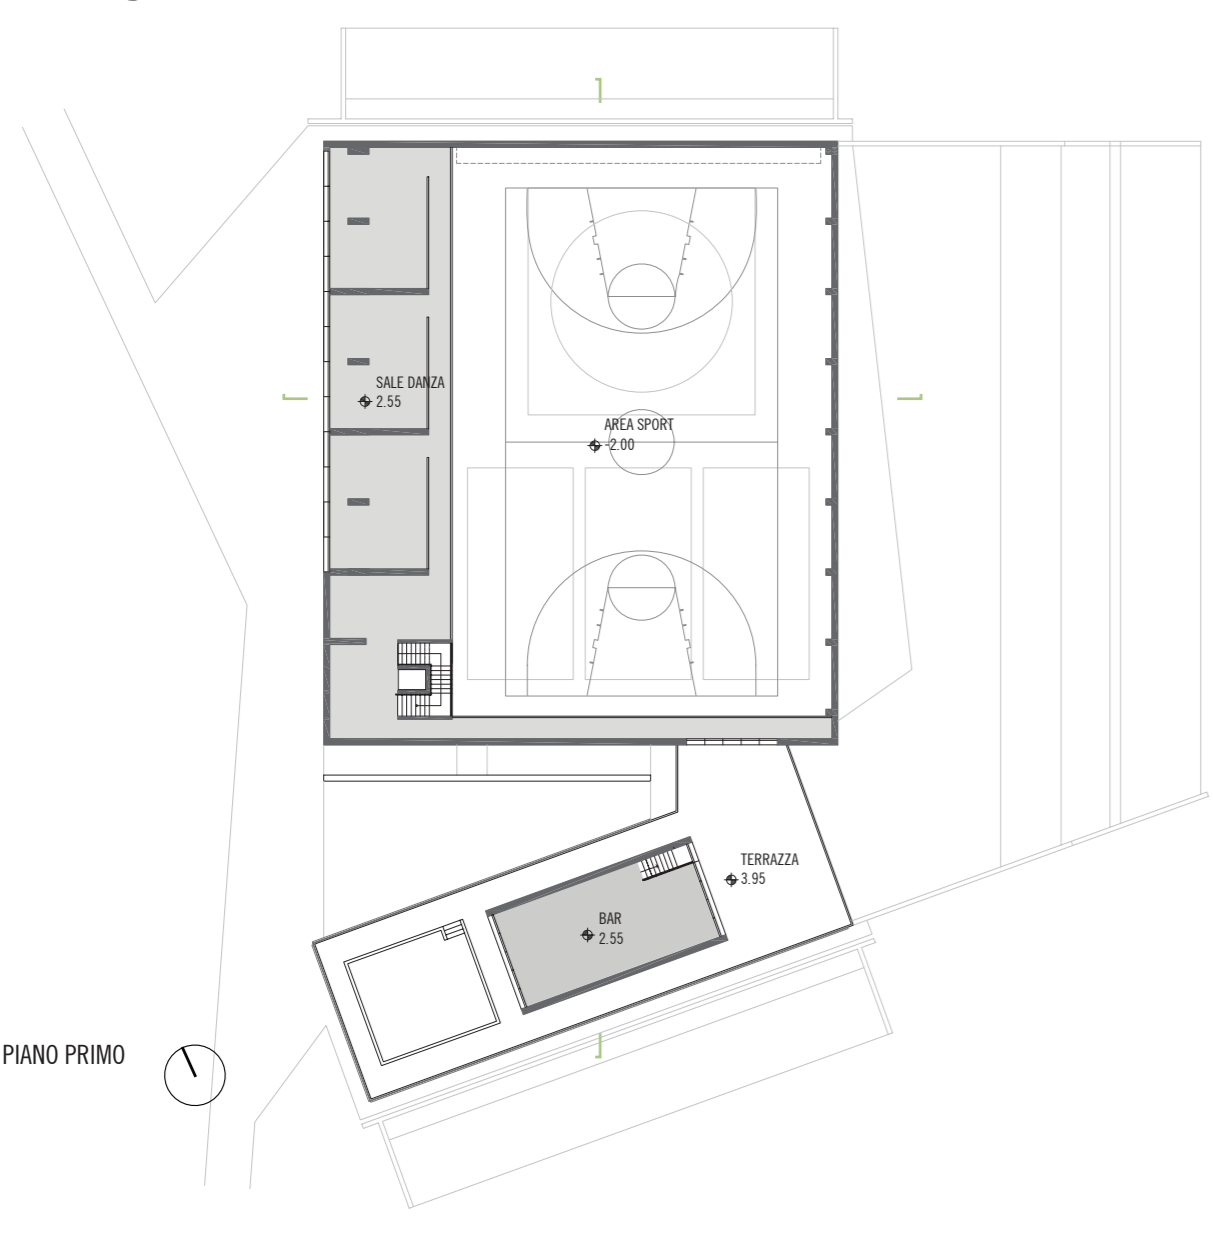 SALE DANZA
2.55
AREA SPORT
-2.00
TERRAZZA
3.95
BAR
2.55
PIANO PRIMO